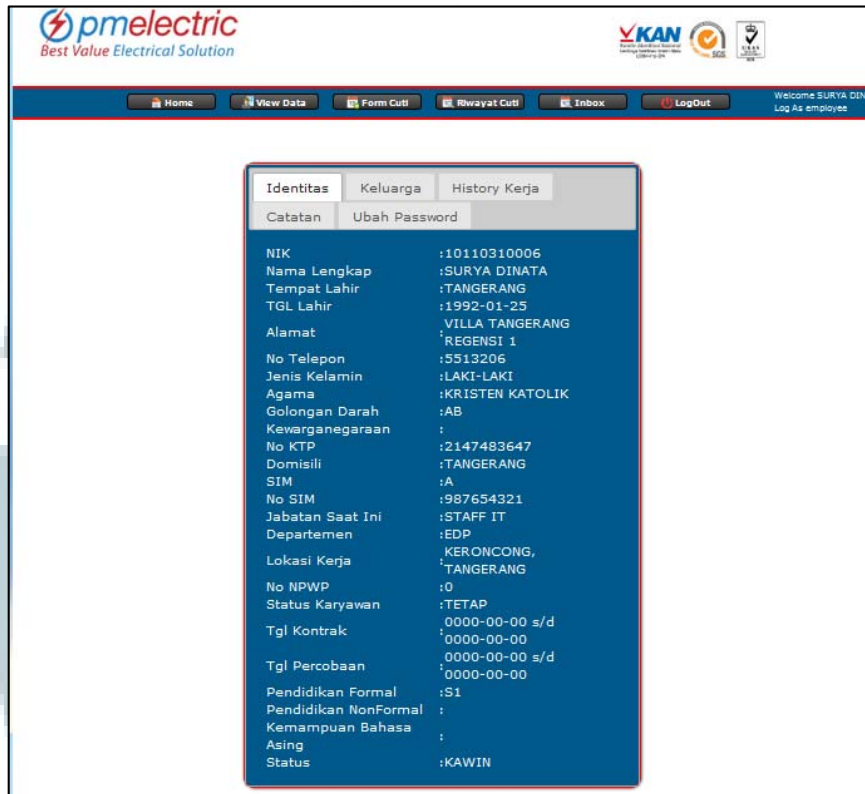 pmelectric
Best Value Electrical Solution
KAN
SGS
UKAS
Home View Data Form Cuti Riwayat Cuti Inbox LogOut
Welcome SURYA DIN
Log As employee
Identitas Keluarga History Kerja
Catatan Ubah Password
NIK :10110310006
Nama Lengkap :SURYA DINATA
Tempat Lahir :TANGERANG
TGL Lahir :1992-01-25
Alamat :VILLA TANGERANG
REGENSI 1
No Telepon :5513206
Jenis Kelamin :LAKI-LAKI
Agama :KRISTEN KATOLIK
Golongan Darah :AB
Kewarganegaraan :
No KTP :2147483647
Domisili :TANGERANG
SIM :A
No SIM :987654321
Jabatan Saat Ini :STAFF IT
Departemen :EDP
Lokasi Kerja :KERONCONG,
TANGERANG
No NPWP :0
Status Karyawan :TETAP
Tgl Kontrak :0000-00-00 s/d
0000-00-00
Tgl Percobaan :0000-00-00 s/d
0000-00-00
Pendidikan Formal :S1
Pendidikan NonFormal :
Kemampuan Bahasa
Asing :
Status :KAWIN